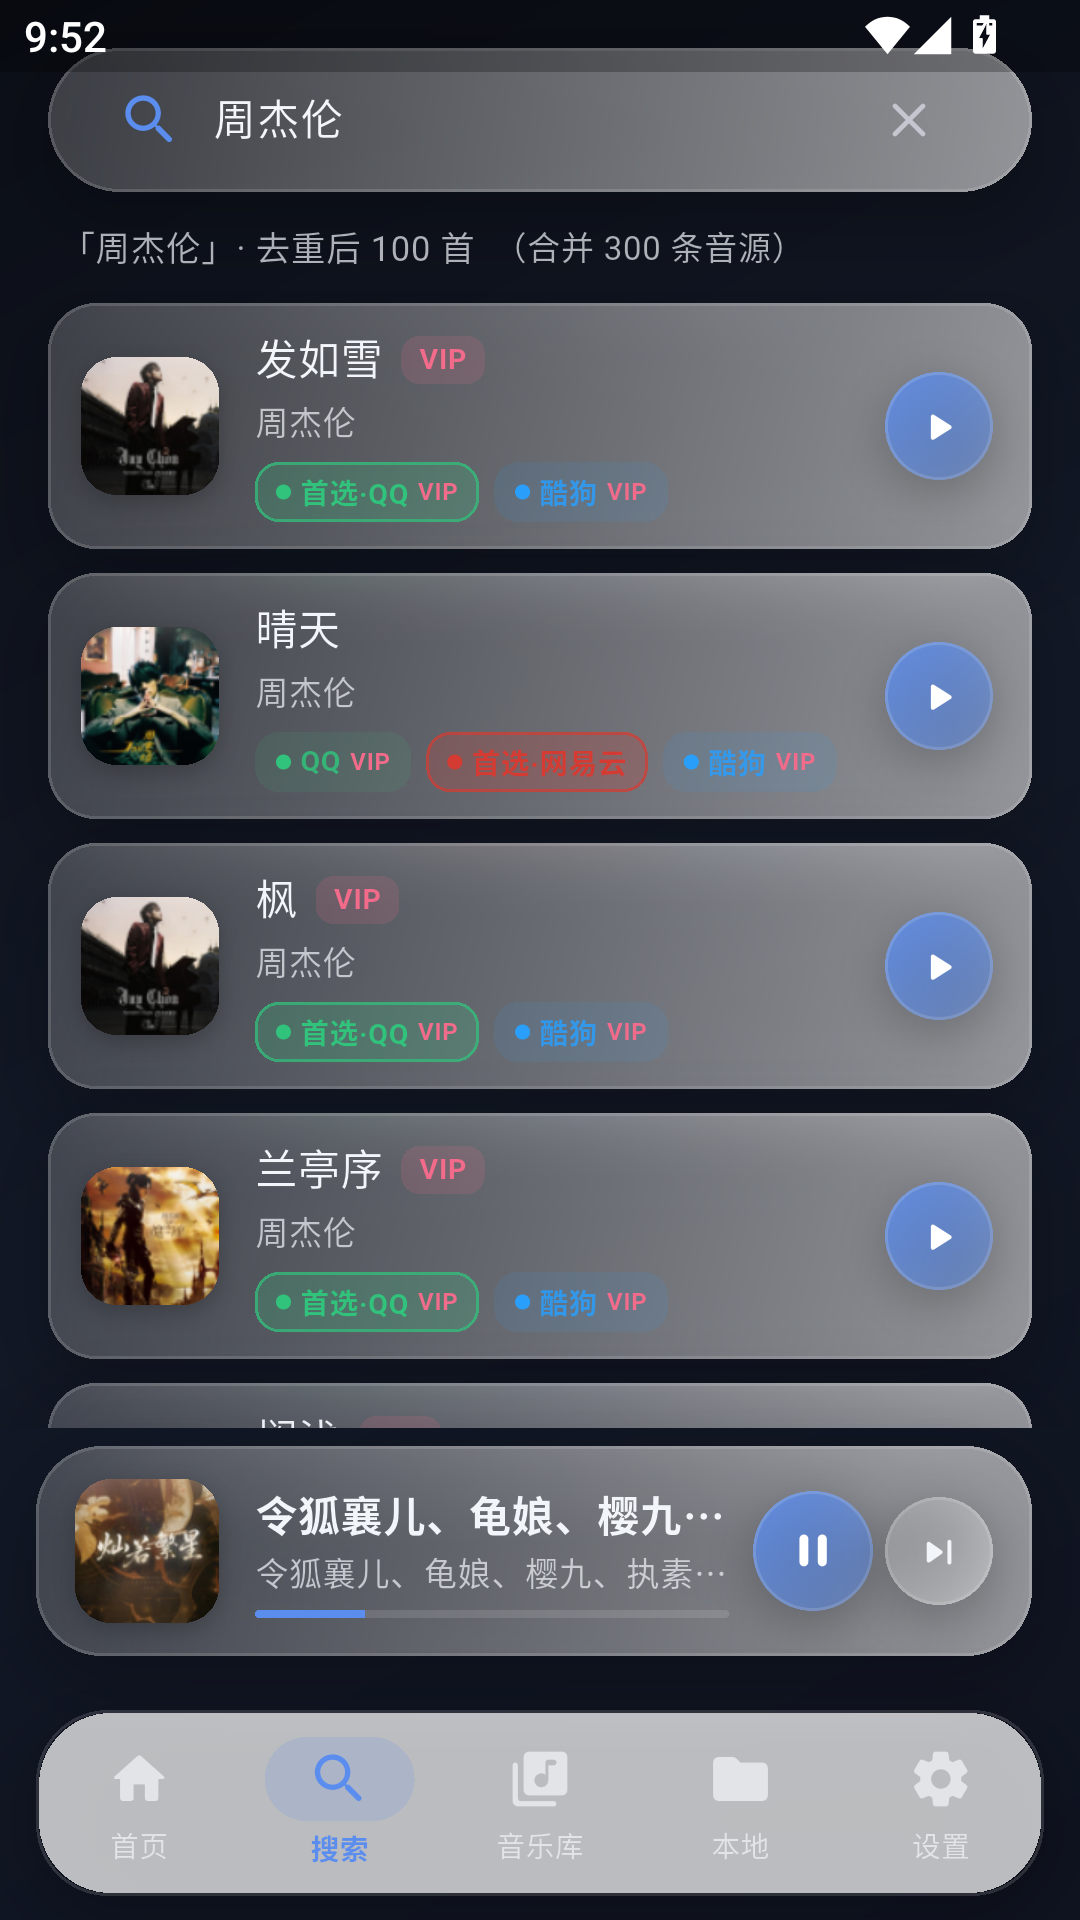 9:52
周杰伦
「周杰伦」· 去重后 100 首 （合并 300 条音源）
发如雪 VIP
周杰伦
首选·QQ VIP 酷狗 VIP
晴天
周杰伦
QQ VIP 首选·网易云 酷狗 VIP
枫 VIP
周杰伦
首选·QQ VIP 酷狗 VIP
兰亭序 VIP
周杰伦
首选·QQ VIP 酷狗 VIP
灿若繁星
令狐襄儿、龟娘、樱九…
令狐襄儿、龟娘、樱九、执素…
首页 搜索 音乐库 本地 设置